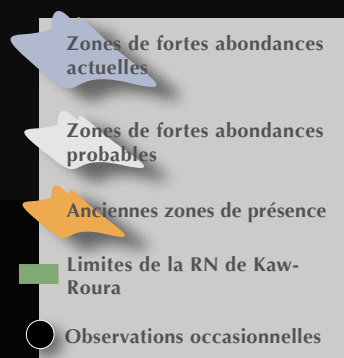 Zones de fortes abondances
actuelles
Zones de fortes abondances
probables
Anciennes zones de présence
Limites de la RN de Kaw-
Roura
Observations occasionnelles